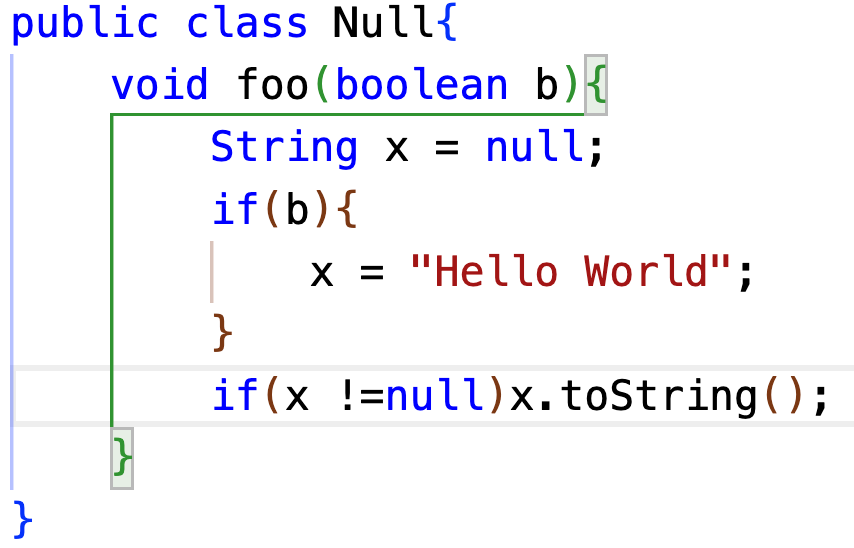 public class Null{
void foo(boolean b){
String x = null;
if(b){
x = "Hello World";
}
if(x !=null)x.toString();
}
}